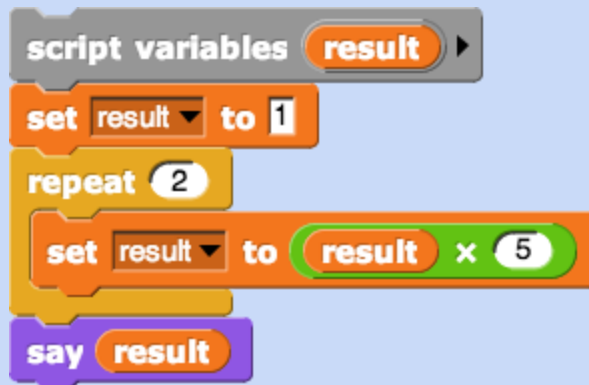 script variables result
set result to 1
repeat 2
set result to result × 5
say result